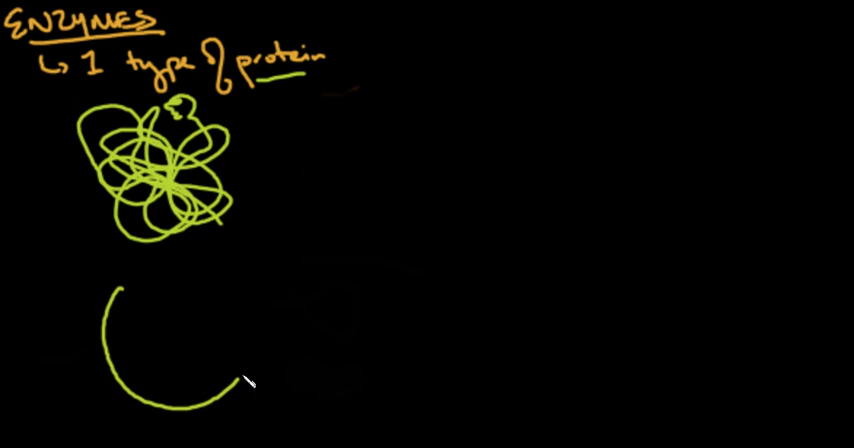 ENZYMES
↳ 1 type of protein